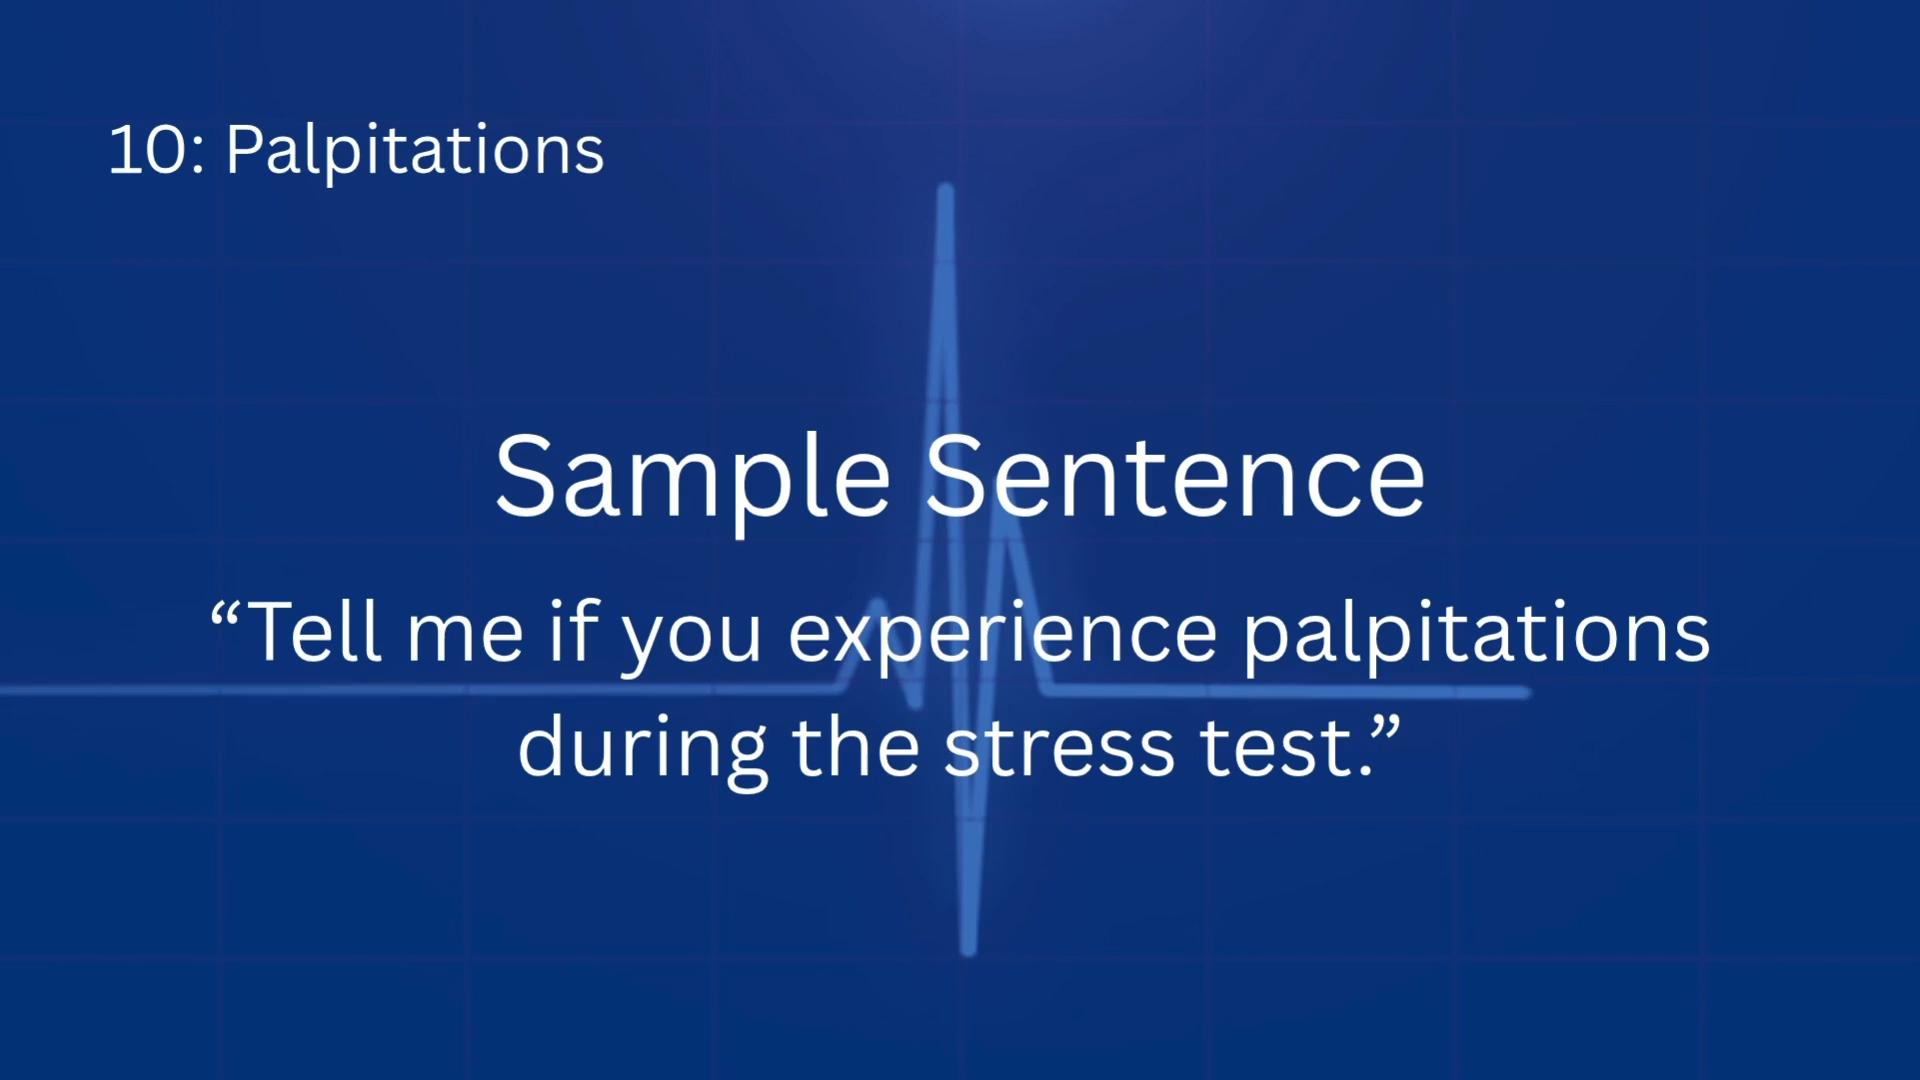 10: Palpitations
Sample Sentence
“Tell me if you experience palpitations
during the stress test.”